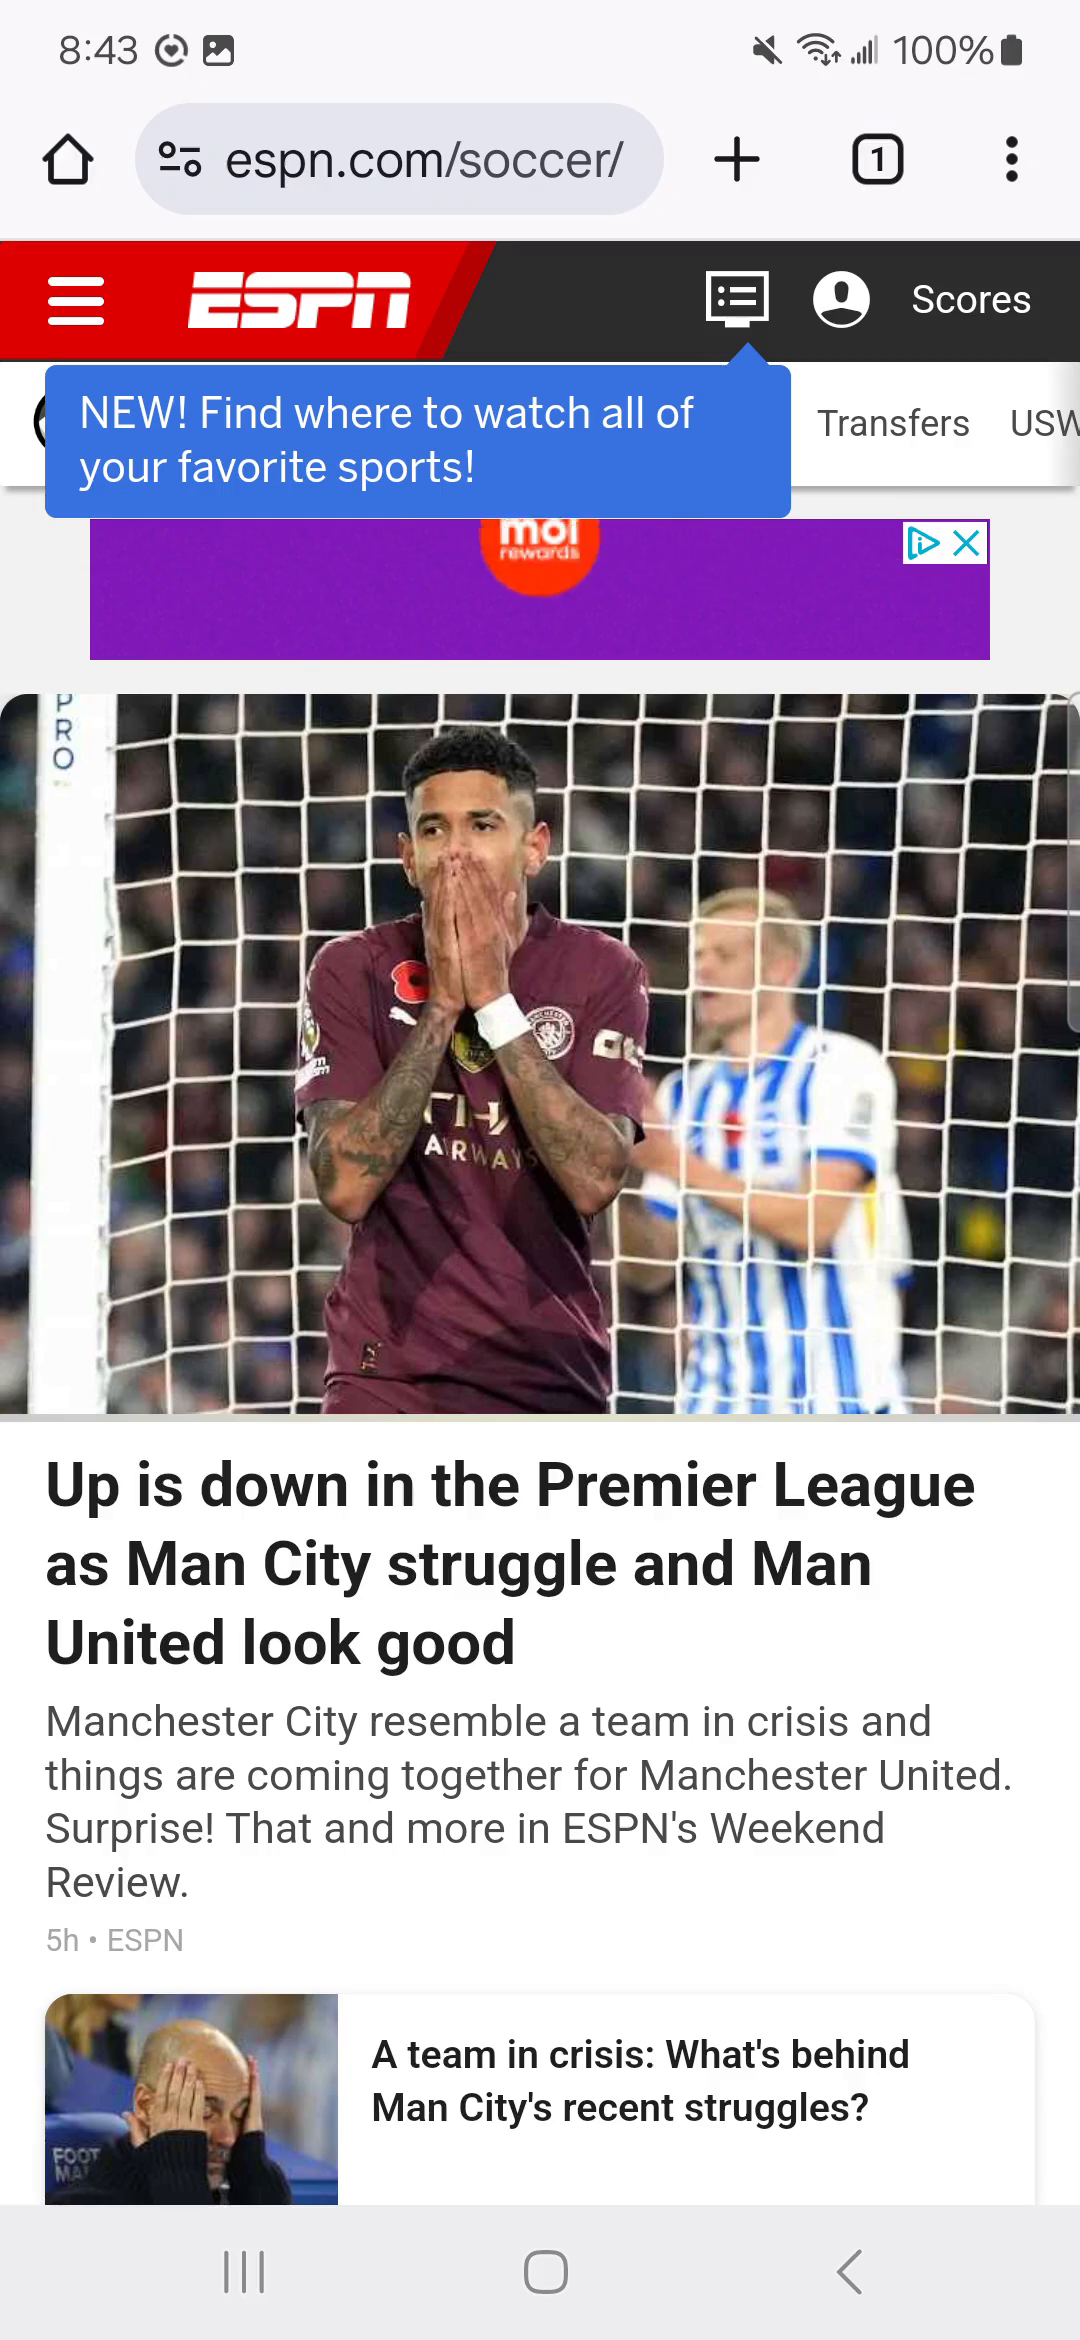 8:43
100%
espn.com/soccer/
1
ESPN
Scores
NEW! Find where to watch all of
your favorite sports!
Transfers
USW
moi
rewards
P
R
O
AIRWAYS
Up is down in the Premier League
as Man City struggle and Man
United look good
Manchester City resemble a team in crisis and
things are coming together for Manchester United.
Surprise! That and more in ESPN's Weekend
Review.
5h • ESPN
A team in crisis: What's behind
Man City's recent struggles?
FOOT
MA